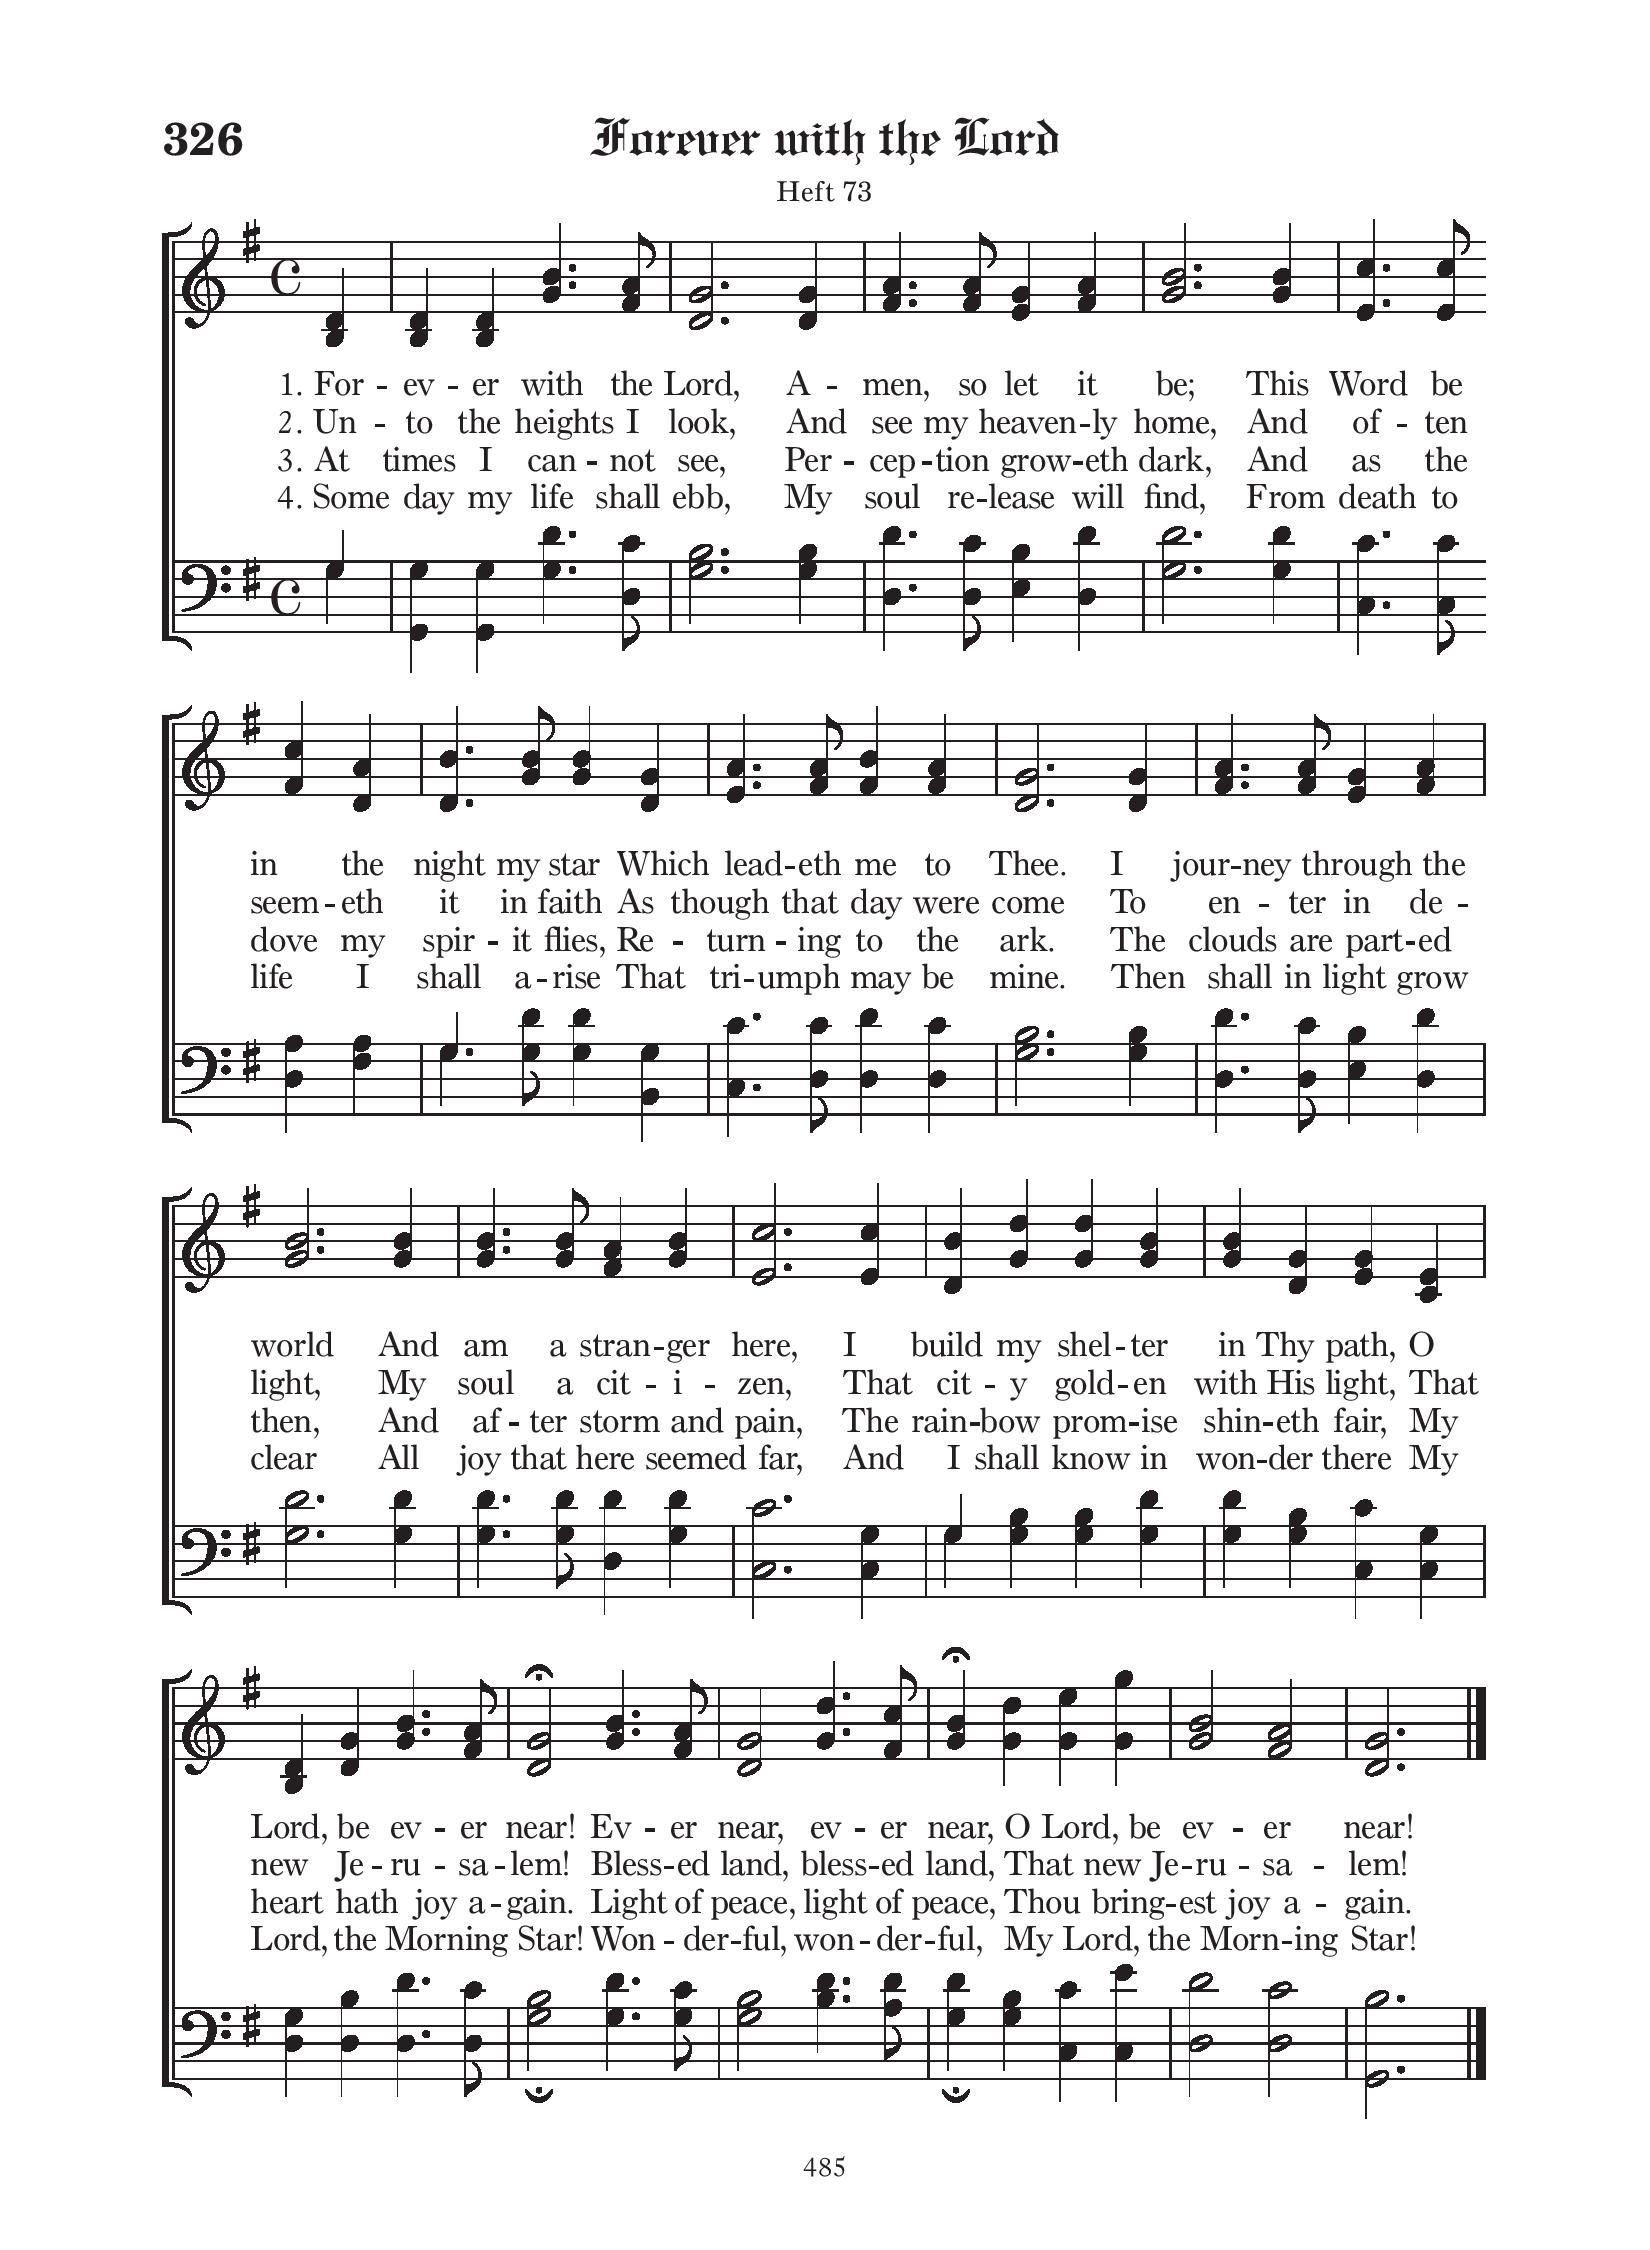 326
Forever with the Lord
Heft 73
1. For - ev - er with the Lord, A - men, so let it be; This Word be
2. Un - to the heights I look, And see my heaven-ly home, And of - ten
3. At times I can - not see, Per - cep - tion grow-eth dark, And as the
4. Some day my life shall ebb, My soul re-lease will find, From death to
in the night my star Which lead-eth me to Thee. I jour-ney through the
seem - eth it in faith As though that day were come To en - ter in de -
dove my spir - it flies, Re - turn - ing to the ark. The clouds are part-ed
life I shall a - rise That tri-umph may be mine. Then shall in light grow
world And am a stran-ger here, I build my shel-ter in Thy path, O
light, My soul a cit - i - zen, That cit - y gold-en with His light, That
then, And af - ter storm and pain, The rain-bow prom-ise shin-eth fair, My
clear All joy that here seemed far, And I shall know in won-der there My
Lord, be ev - er near! Ev - er near, ev - er near, O Lord, be ev - er near!
new Je - ru - sa - lem! Bless-ed land, bless-ed land, That new Je-ru - sa - lem!
heart hath joy a - gain. Light of peace, light of peace, Thou bring-est joy a - gain.
Lord, the Morning Star! Won - der-ful, won - der-ful, My Lord, the Morn-ing Star!
485